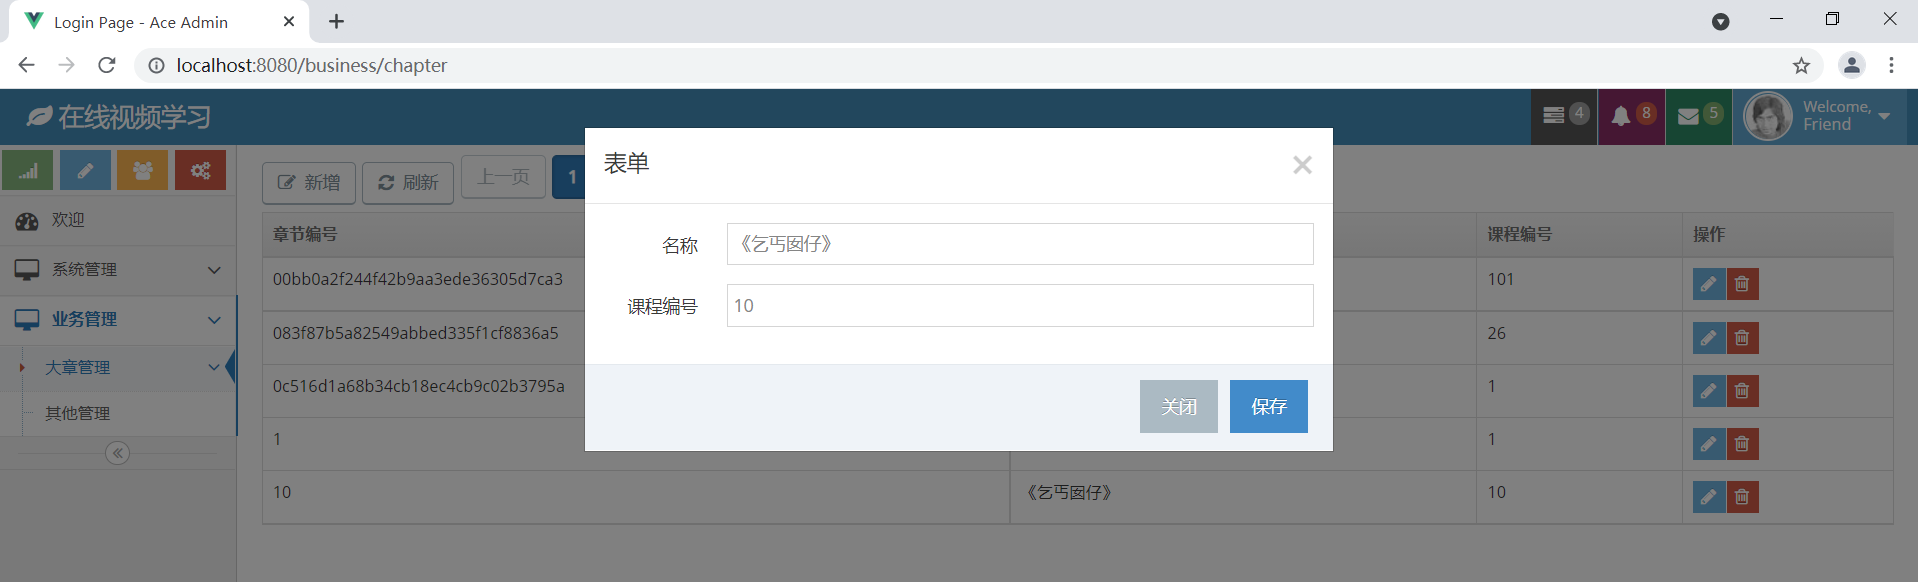 Login Page - Ace Admin
localhost:8080/business/chapter
在线视频学习
4
8
5
Welcome,
Friend
新增
刷新
上一页
1
欢迎
系统管理
业务管理
大章管理
其他管理
章节编号
课程编号
操作
00bb0a2f244f42b9aa3ede36305d7ca3
101
083f87b5a82549abbed335f1cf8836a5
26
0c516d1a68b34cb18ec4cb9c02b3795a
1
1
1
10
《乞丐囡仔》
10
表单
名称
《乞丐囡仔》
课程编号
10
关闭
保存